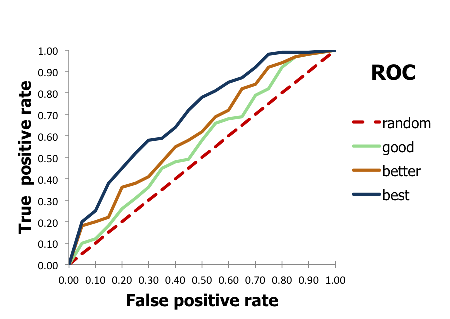 ROC
True positive rate
1.00
0.90
0.80
0.70
0.60
0.50
0.40
0.30
0.20
0.10
0.00
0.00 0.10 0.20 0.30 0.40 0.50 0.60 0.70 0.80 0.90 1.00
False positive rate
random
good
better
best